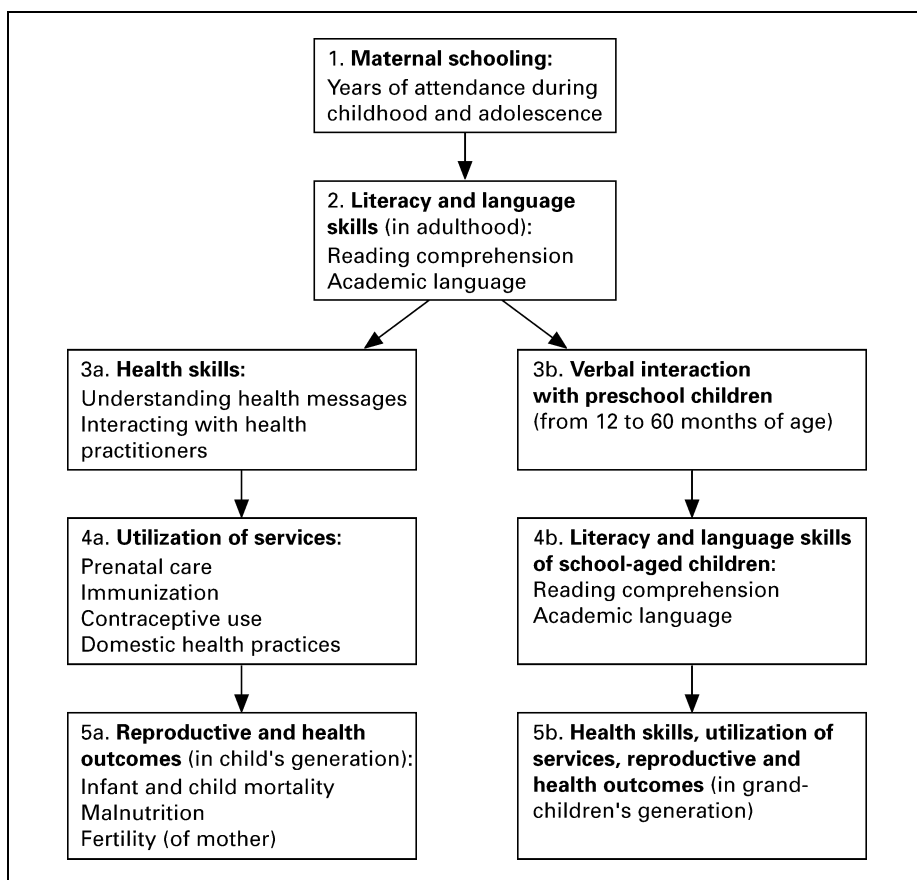 1. Maternal schooling:
Years of attendance during
childhood and adolescence
2. Literacy and language
skills (in adulthood):
Reading comprehension
Academic language
3a. Health skills:
Understanding health messages
Interacting with health
practitioners
3b. Verbal interaction
with preschool children
(from 12 to 60 months of age)
4a. Utilization of services:
Prenatal care
Immunization
Contraceptive use
Domestic health practices
4b. Literacy and language skills
of school-aged children:
Reading comprehension
Academic language
5a. Reproductive and health
outcomes (in child's generation):
Infant and child mortality
Malnutrition
Fertility (of mother)
5b. Health skills, utilization of
services, reproductive and
health outcomes (in grand-
children's generation)